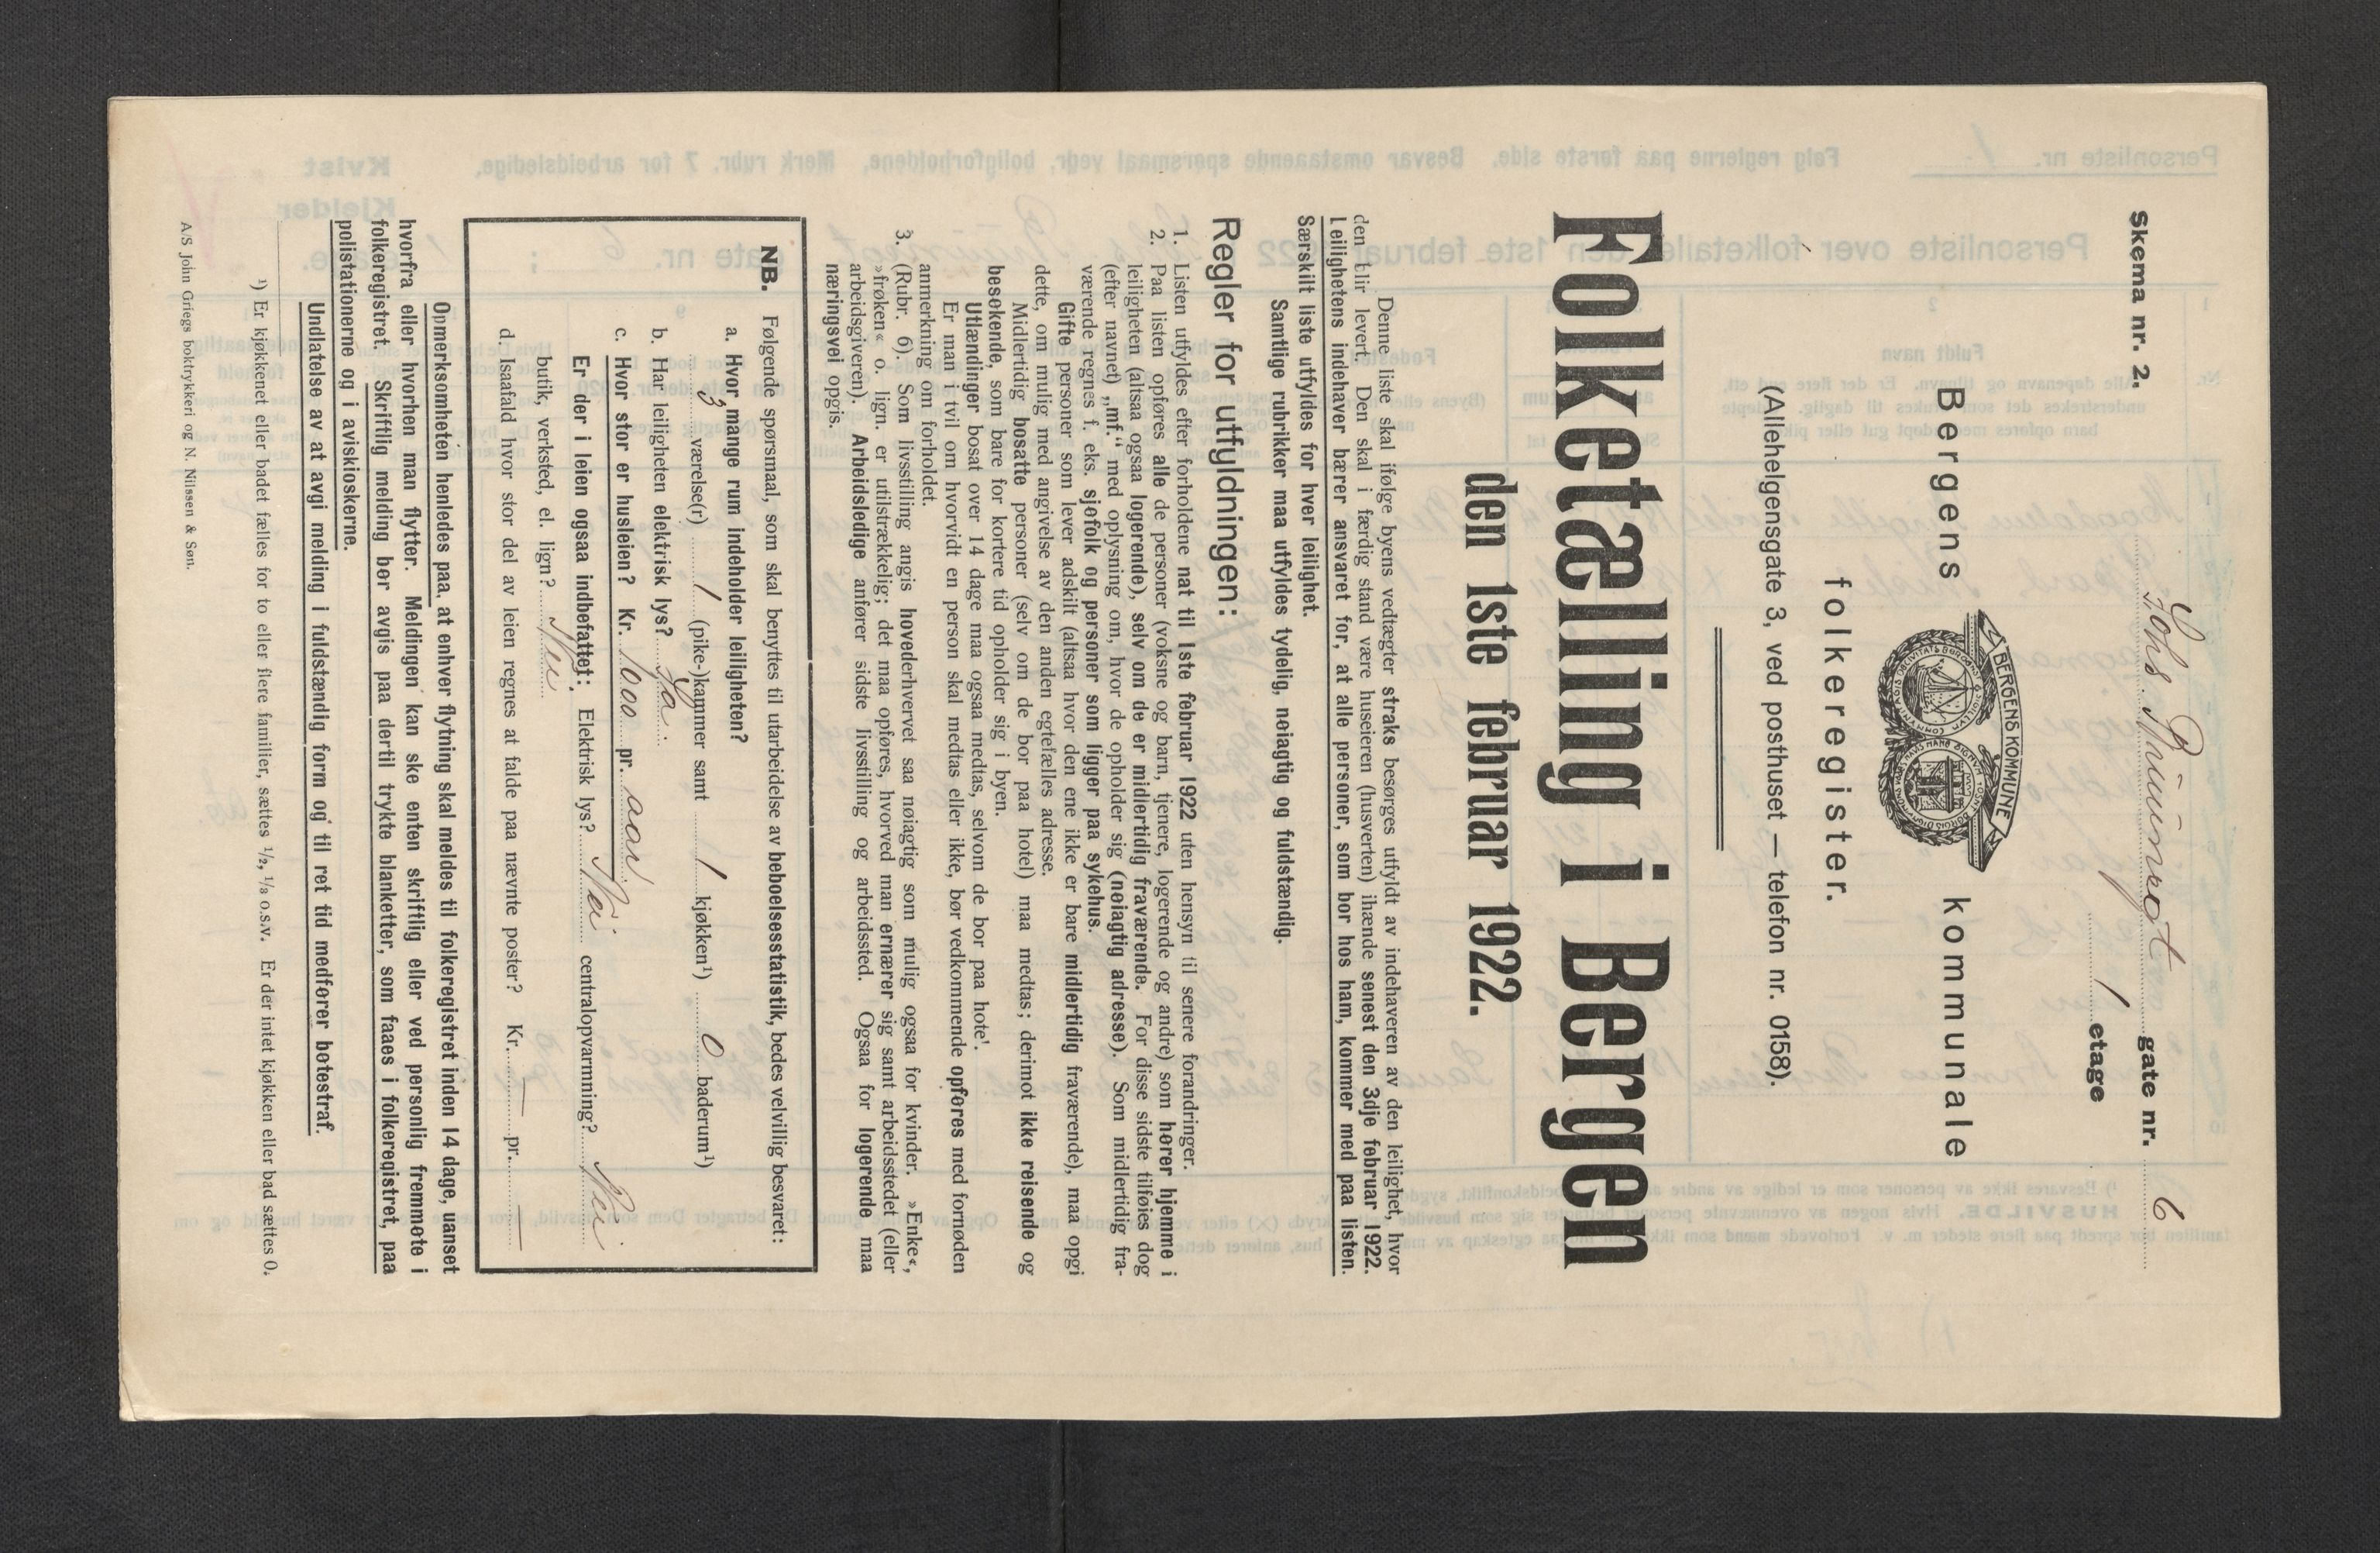 Skema nr. 2.
Johs. Bruunsgt gate nr. 6
1 etage
Bergens kommunale
BERGENS KOMMUNE
folkeregister.
(Allehelgensgate 3, ved posthuset — telefon nr. 0158).
Folketælling i Bergen
den 1ste februar 1922.
Denne liste skal ifølge byens vedtægter straks besørges utfyldt av indehaveren av den leilighet, hvor
den blir levert. Den skal i færdig stand være huseieren (husverten) ihænde senest den 3dje februar 1922.
Leilighetens indehaver bærer ansvaret for, at alle personer, som bor hos ham, kommer med paa listen.
Særskilt liste utfyldes for hver leilighet.
Samtlige rubrikker maa utfyldes tydelig, nøiagtig og fuldstændig.
Regler for utfyldningen:
1. Listen utfyldes efter forholdene nat til 1ste februar 1922 uten hensyn til senere forandringer.
2. Paa listen opføres alle de personer (voksne og barn, tjenere, logerende og andre) som hører hjemme i
leiligheten (altsaa ogsaa logerende), selv om de er midlertidig fraværende. For disse sidste tilføies dog
(efter navnet) „mf.“ med oplysning om, hvor de opholder sig (nøiagtig adresse). Som midlertidig fra-
værende regnes f. eks. sjøfolk og personer som ligger paa sykehus.
Gifte personer som lever adskilt (altsaa hvor den ene ikke er bare midlertidig fraværende), maa opgi
dette, om mulig med angivelse av den anden egtefælles adresse.
Midlertidig bosatte personer (selv om de bor paa hotel) maa medtas; derimot ikke reisende og
besøkende, som bare for kortere tid opholder sig i byen.
Utlændinger bosat over 14 dage maa ogsaa medtas, selvom de bor paa hotel.
Er man i tvil om hvorvidt en person skal medtas eller ikke, bør vedkommende opføres med fornøden
anmerkning om forholdet.
3. (Rubr. 6). Som livsstilling angis hovederhvervet saa nøiagtig som mulig ogsaa for kvinder. »Enke«,
»frøken« o. lign. er utilstrækkelig; det maa opføres, hvorved man ernærer sig samt arbeidsstedet (eller
arbeidsgiveren). Arbeidsledige anfører sidste livsstilling og arbeidssted. Ogsaa for logerende maa
næringsvei opgis.
NB. Følgende spørsmaal, som skal benyttes til utarbeidelse av beboelsesstatistik, bedes velvillig besvaret:
a. Hvor mange rum indeholder leiligheten?
3 værelse(r) 1 (pike-)kammer samt 1 kjøkken¹) 0 baderum¹)
b. Har leiligheten elektrisk lys? Ja.
c. Hvor stor er husleien? Kr. 1000 pr. aar.
Er der i leien ogsaa indbefattet: Elektrisk lys? Nei centralopvarmning? Nei
butik, verksted, el. lign? Nei
d. Isaafald hvor stor del av leien regnes at falde paa nævnte poster? Kr. — pr. —
Opmerksomheten henledes paa, at enhver flytning skal meldes til folkeregistret inden 14 dage, uanset
hvorfra eller hvorhen man flytter. Meldingen kan ske enten skriftlig eller ved personlig fremmøte i
folkeregistret. Skriftlig melding bør avgis paa dertil trykte blanketter, som faaes i folkeregistret, paa
polistationerne og i aviskioskerne.
Undlatelse av at avgi melding i fuldstændig form og til ret tid medfører bøtestraf.
¹) Er kjøkkenet eller badet fælles for to eller flere familier, sættes ¹/₂, ¹/₃ o.s.v. Er der intet kjøkken eller bad sættes 0.
A/S John Griegs boktrykkeri og N. Nilssen & Søn.